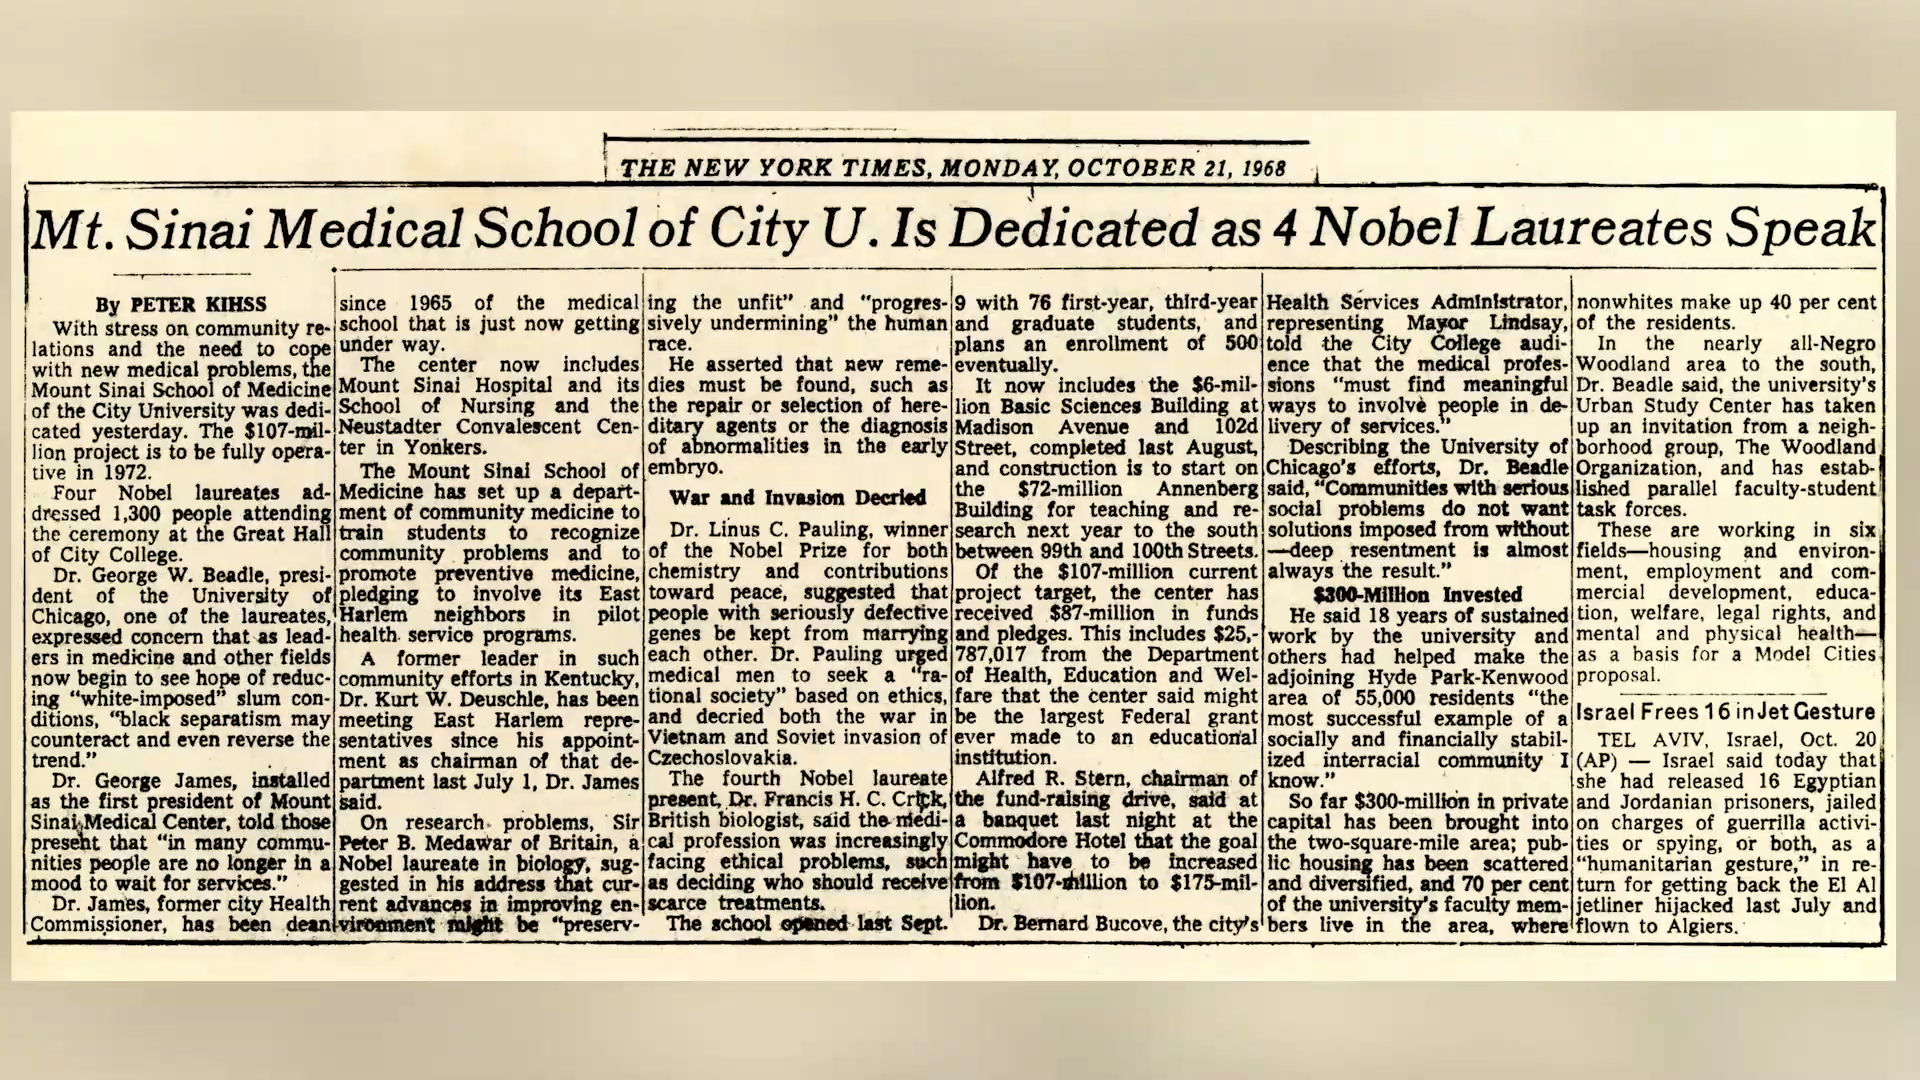 THE NEW YORK TIMES, MONDAY, OCTOBER 21, 1968
Mt. Sinai Medical School of City U. Is Dedicated as 4 Nobel Laureates Speak
By PETER KIHSS
With stress on community re-
lations and the need to cope
with new medical problems, the
Mount Sinai School of Medicine
of the City University was dedi-
cated yesterday. The $107-mil-
lion project is to be fully opera-
tive in 1972.
Four Nobel laureates ad-
dressed 1,300 people attending
the ceremony at the Great Hall
of City College.
Dr. George W. Beadle, presi-
dent of the University of
Chicago, one of the laureates,
expressed concern that as lead-
ers in medicine and other fields
now begin to see hope of reduc-
ing "white-imposed" slum con-
ditions, "black separatism may
counteract and even reverse the
trend."
Dr. George James, installed
as the first president of Mount
Sinai Medical Center, told those
present that "in many commu-
nities people are no longer in a
mood to wait for services."
Dr. James, former city Health
Commissioner, has been dean
since 1965 of the medical
school that is just now getting
under way.
The center now includes
Mount Sinai Hospital and its
School of Nursing and the
Neustadter Convalescent Cen-
ter in Yonkers.
The Mount Sinai School of
Medicine has set up a depart-
ment of community medicine to
train students to recognize
community problems and to
promote preventive medicine,
pledging to involve its East
Harlem neighbors in pilot
health service programs.
A former leader in such
community efforts in Kentucky,
Dr. Kurt W. Deuschle, has been
meeting East Harlem repre-
sentatives since his appoint-
ment as chairman of that de-
partment last July 1, Dr. James
said.
On research problems, Sir
Peter B. Medawar of Britain, a
Nobel laureate in biology, sug-
gested in his address that cur-
rent advances in improving en-
vironment might be "preserv-
ing the unfit" and "progres-
sively undermining" the human
race.
He asserted that new reme-
dies must be found, such as
the repair or selection of here-
ditary agents or the diagnosis
of abnormalities in the early
embryo.
War and Invasion Decried
Dr. Linus C. Pauling, winner
of the Nobel Prize for both
chemistry and contributions
toward peace, suggested that
people with seriously defective
genes be kept from marrying
each other. Dr. Pauling urged
medical men to seek a "ra-
tional society" based on ethics,
and decried both the war in
Vietnam and Soviet invasion of
Czechoslovakia.
The fourth Nobel laureate
present, Dr. Francis H. C. Crick,
British biologist, said the medi-
cal profession was increasingly
facing ethical problems, such
as deciding who should receive
scarce treatments.
The school opened last Sept.
9 with 76 first-year, third-year
and graduate students, and
plans an enrollment of 500
eventually.
It now includes the $6-mil-
lion Basic Sciences Building at
Madison Avenue and 102d
Street, completed last August,
and construction is to start on
the $72-million Annenberg
Building for teaching and re-
search next year to the south
between 99th and 100th Streets.
Of the $107-million current
project target, the center has
received $87-million in funds
and pledges. This includes $25,-
787,017 from the Department
of Health, Education and Wel-
fare that the center said might
be the largest Federal grant
ever made to an educational
institution.
Alfred R. Stern, chairman of
the fund-raising drive, said at
a banquet last night at the
Commodore Hotel that the goal
might have to be increased
from $107-million to $175-mil-
lion.
Dr. Bernard Bucove, the city's
Health Services Administrator,
representing Mayor Lindsay,
told the City College audi-
ence that the medical profes-
sions "must find meaningful
ways to involve people in de-
livery of services."
Describing the University of
Chicago's efforts, Dr. Beadle
said, "Communities with serious
social problems do not want
solutions imposed from without
—deep resentment is almost
always the result."
$300-Million Invested
He said 18 years of sustained
work by the university and
others had helped make the
adjoining Hyde Park-Kenwood
area of 55,000 residents "the
most successful example of a
socially and financially stabil-
ized interracial community I
know."
So far $300-million in private
capital has been brought into
the two-square-mile area; pub-
lic housing has been scattered
and diversified, and 70 per cent
of the university's faculty mem-
bers live in the area, where
nonwhites make up 40 per cent
of the residents.
In the nearly all-Negro
Woodland area to the south,
Dr. Beadle said, the university's
Urban Study Center has taken
up an invitation from a neigh-
borhood group, The Woodland
Organization, and has estab-
lished parallel faculty-student
task forces.
These are working in six
fields—housing and environ-
ment, employment and com-
mercial development, educa-
tion, welfare, legal rights, and
mental and physical health—
as a basis for a Model Cities
proposal.
Israel Frees 16 in Jet Gesture
TEL AVIV, Israel, Oct. 20
(AP) — Israel said today that
she had released 16 Egyptian
and Jordanian prisoners, jailed
on charges of guerrilla activi-
ties or spying, or both, as a
"humanitarian gesture," in re-
turn for getting back the El Al
jetliner hijacked last July and
flown to Algiers.